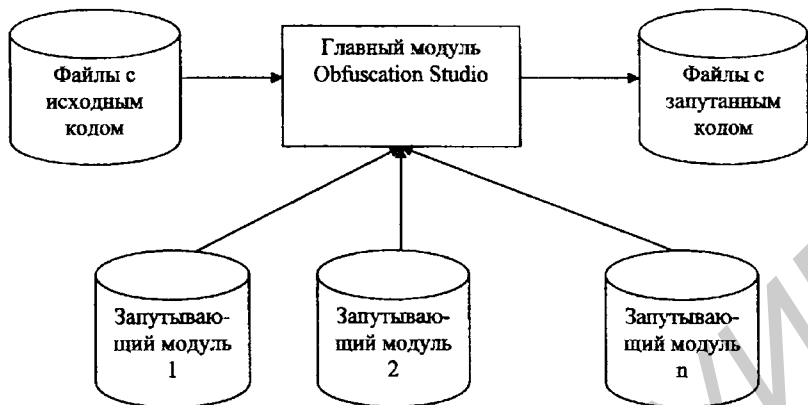 Файлы с
исходным
кодом
Главный модуль
Obfuscation Studio
Файлы с
запутанным
кодом
Запутываю-
щий модуль
1
Запутываю-
щий модуль
2
Запутываю-
щий модуль
n